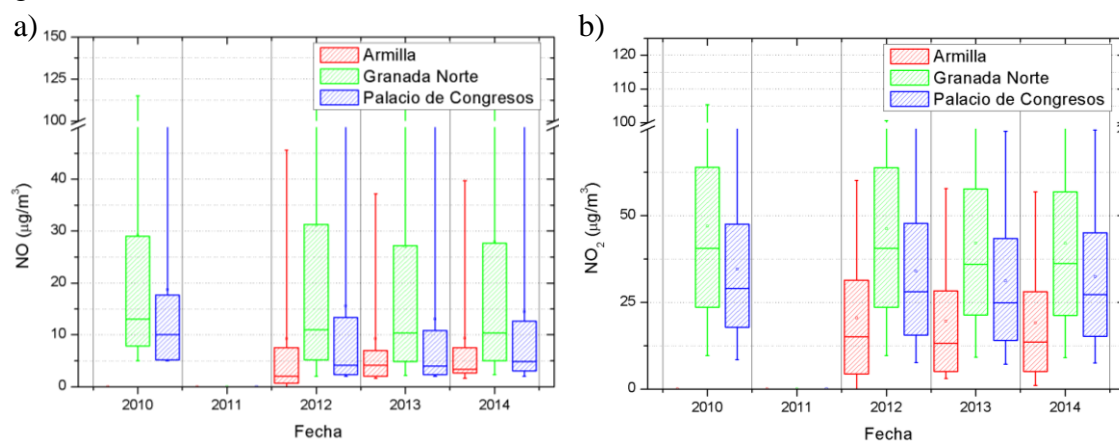 a)
150
125
100
40
30
20
10
0
NO (µg/m³)
Armilla
Granada Norte
Palacio de Congresos
2010 2011 2012 2013 2014
Fecha
b)
125
100
50
25
0
NO₂ (µg/m³)
Armilla
Granada Norte
Palacio de Congresos
2010 2011 2012 2013 2014
Fecha